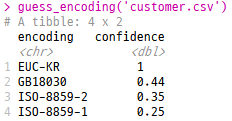 > guess_encoding('customer.csv')
# A tibble: 4 x 2
encoding confidence
<chr> <dbl>
1 EUC-KR 1
2 GB18030 0.44
3 ISO-8859-2 0.35
4 ISO-8859-1 0.25